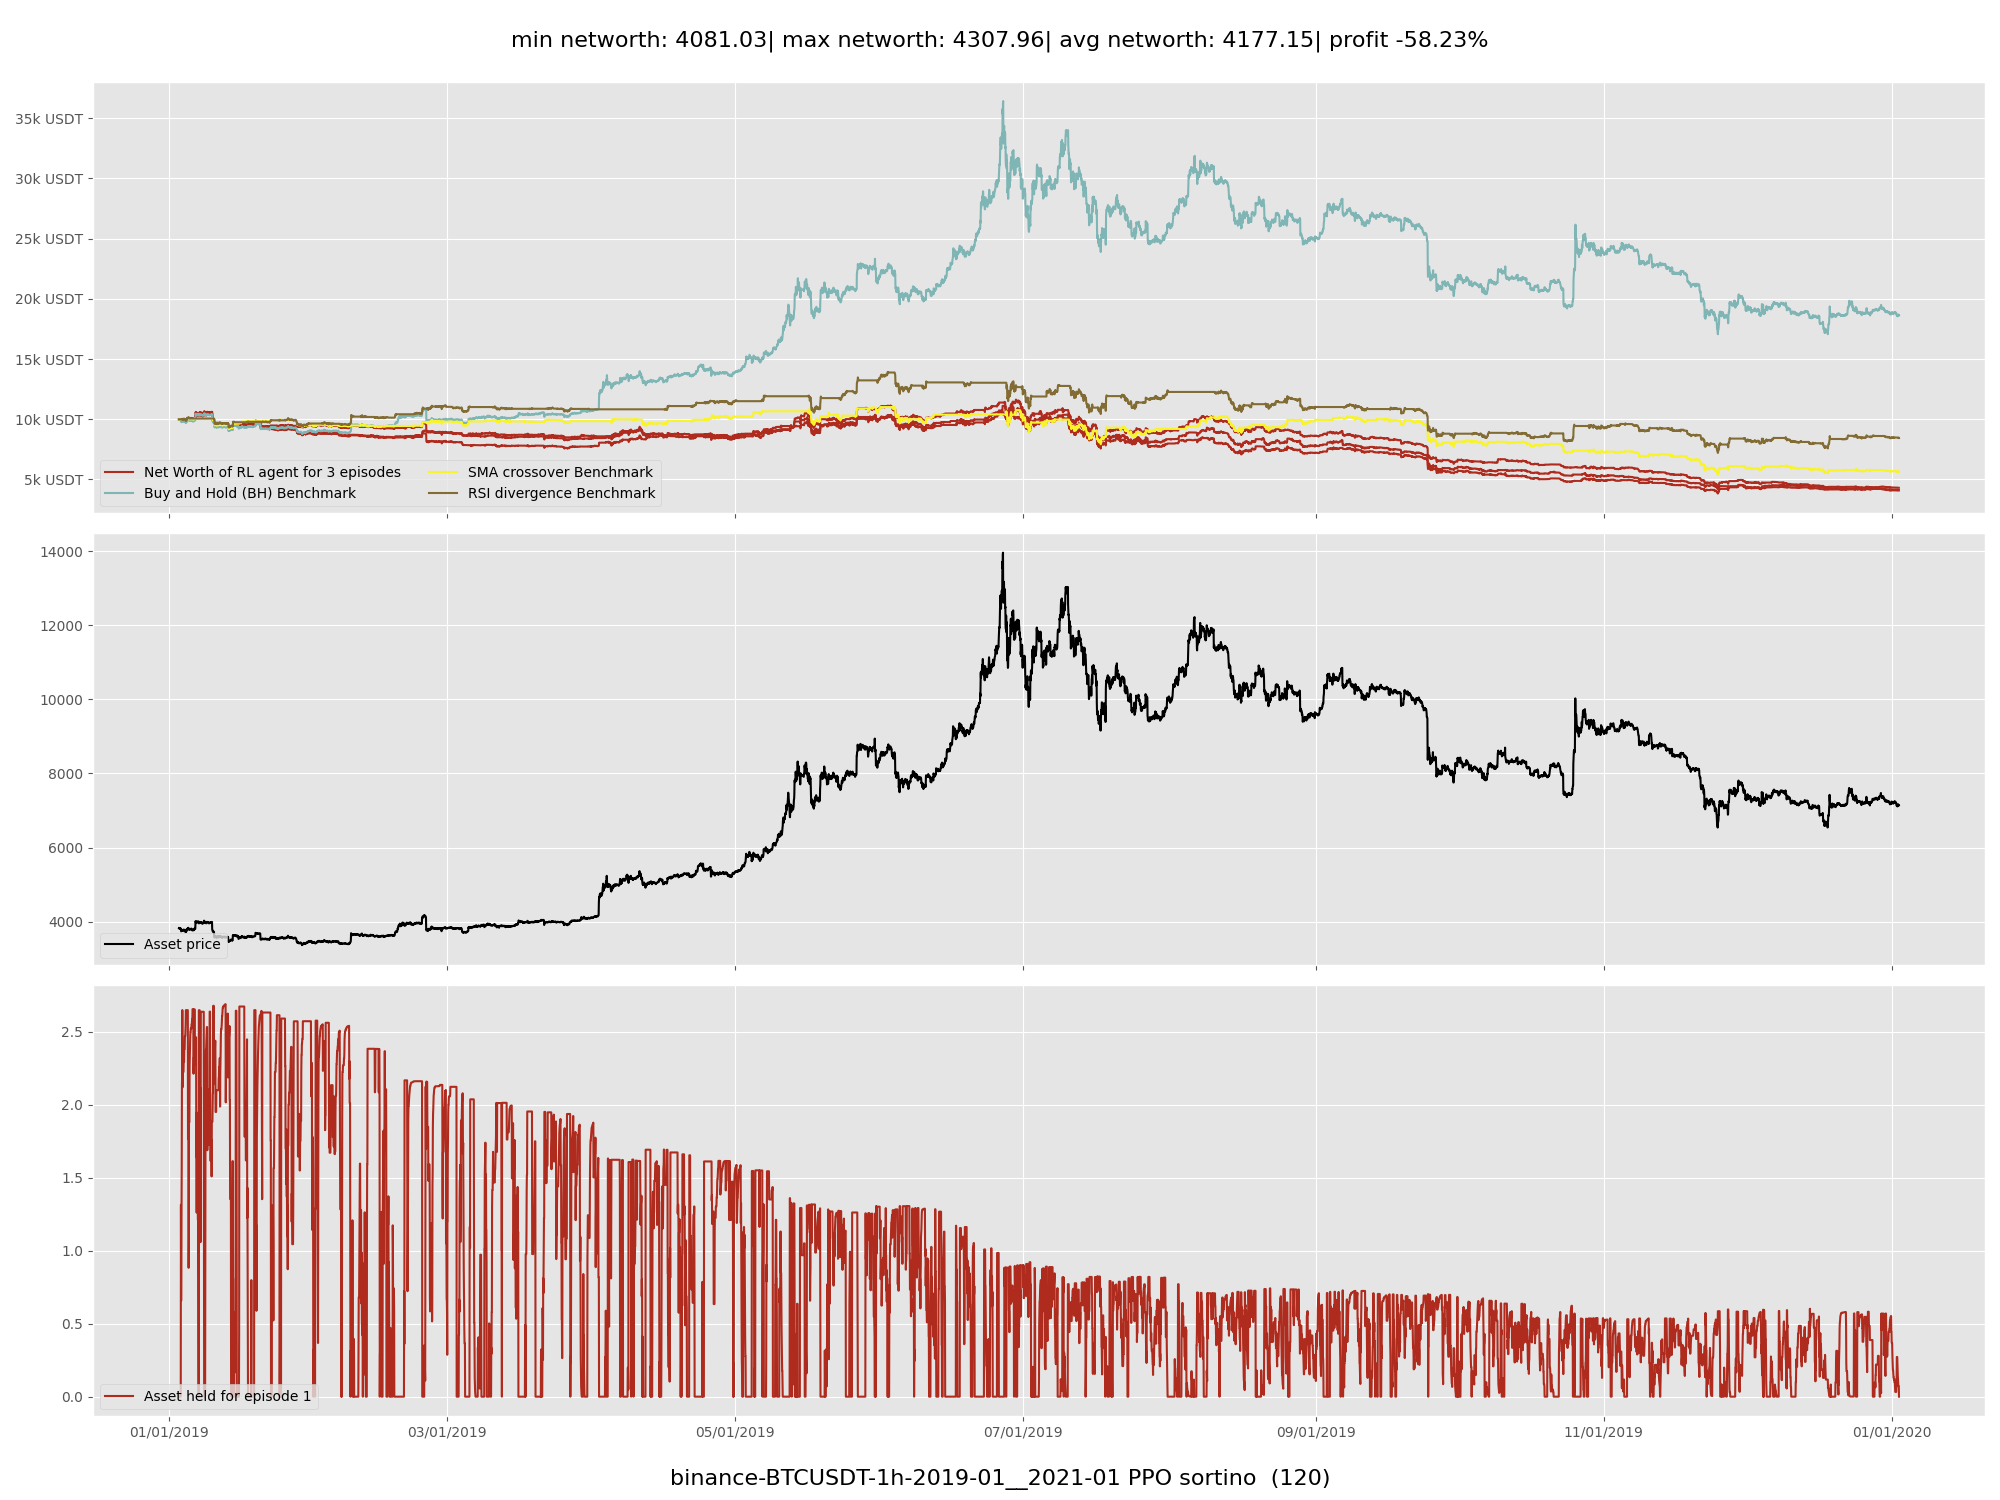 min networth: 4081.03| max networth: 4307.96| avg networth: 4177.15| profit -58.23%
35k USDT
30k USDT
25k USDT
20k USDT
15k USDT
10k USDT
5k USDT
Net Worth of RL agent for 3 episodes
Buy and Hold (BH) Benchmark
SMA crossover Benchmark
RSI divergence Benchmark
14000
12000
10000
8000
6000
4000
Asset price
2.5
2.0
1.5
1.0
0.5
0.0
Asset held for episode 1
01/01/2019 03/01/2019 05/01/2019 07/01/2019 09/01/2019 11/01/2019 01/01/2020
binance-BTCUSDT-1h-2019-01__2021-01 PPO sortino (120)